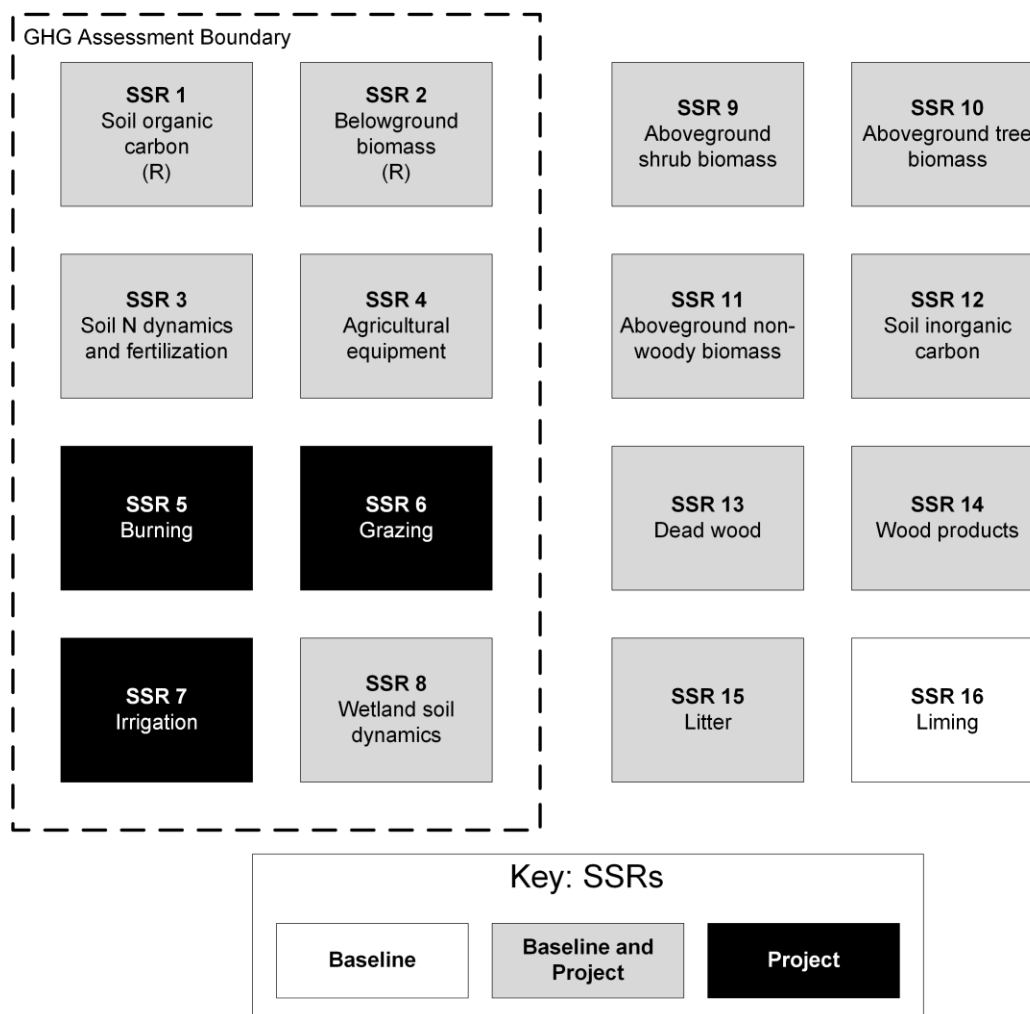 GHG Assessment Boundary
SSR 1
Soil organic
carbon
(R)
SSR 2
Belowground
biomass
(R)
SSR 9
Aboveground
shrub biomass
SSR 10
Aboveground tree
biomass
SSR 3
Soil N dynamics
and fertilization
SSR 4
Agricultural
equipment
SSR 11
Aboveground non-
woody biomass
SSR 12
Soil inorganic
carbon
SSR 5
Burning
SSR 6
Grazing
SSR 13
Dead wood
SSR 14
Wood products
SSR 7
Irrigation
SSR 8
Wetland soil
dynamics
SSR 15
Litter
SSR 16
Liming
Key: SSRs
Baseline
Baseline and
Project
Project